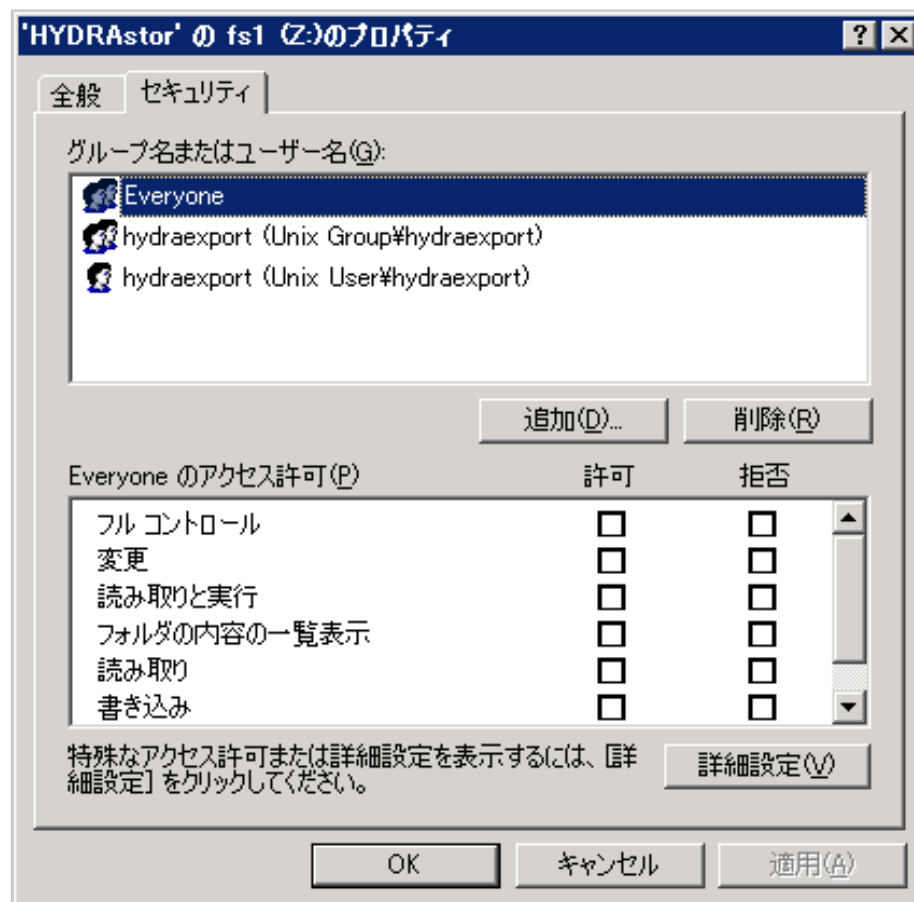 'HYDRAstor' の fs1 (Z:)のプロパティ
全般 セキュリティ
グループ名またはユーザー名(G):
Everyone
hydraexport (Unix Group¥hydraexport)
hydraexport (Unix User¥hydraexport)
追加(D)... 削除(R)
Everyone のアクセス許可(P) 許可 拒否
フル コントロール
変更
読み取りと実行
フォルダの内容の一覧表示
読み取り
書き込み
特殊なアクセス許可または詳細設定を表示するには、[詳
細設定] をクリックしてください。
詳細設定(V)
OK キャンセル 適用(A)